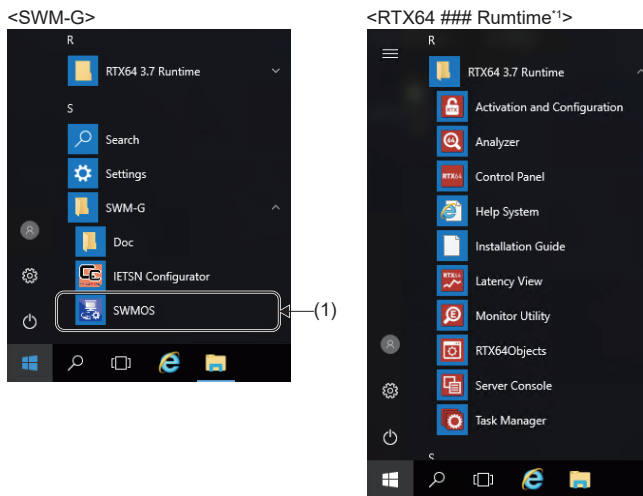 <SWM-G>
R
RTX64 3.7 Runtime
S
Search
Settings
SWM-G
Doc
IETSN Configurator
SWMOS
(1)
<RTX64 ### Rumtime*1>
R
RTX64 3.7 Runtime
Activation and Configuration
Analyzer
Control Panel
Help System
Installation Guide
Latency View
Monitor Utility
RTX64Objects
Server Console
Task Manager
S